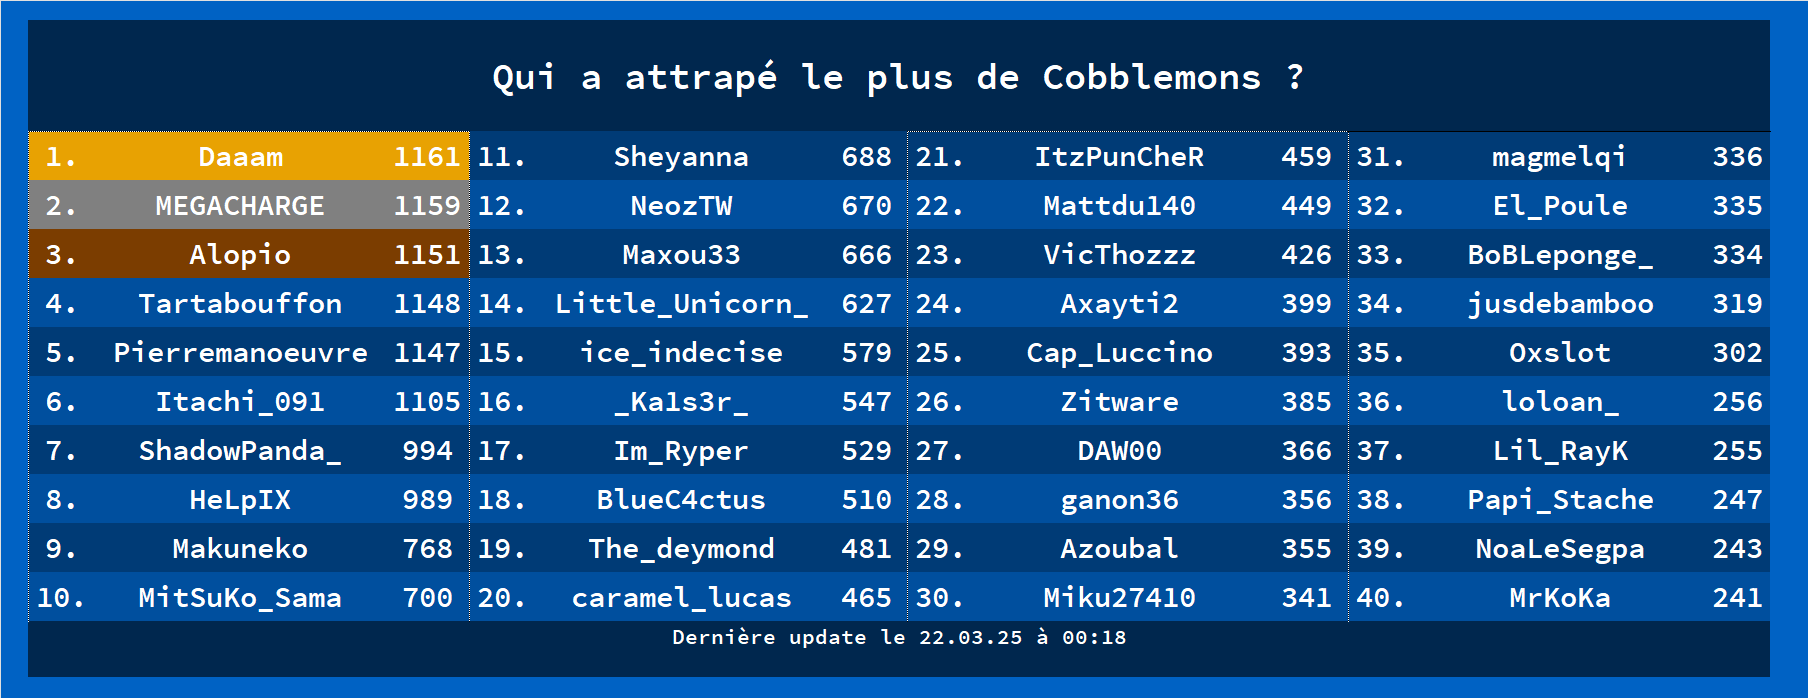 Qui a attrapé le plus de Cobblemons ?
1. Daaam 1161 11. Sheyanna 688 21. ItzPunCheR 459 31. magmelqi 336
2. MEGACHARGE 1159 12. NeozTW 670 22. Mattdu140 449 32. El_Poule 335
3. Alopio 1151 13. Maxou33 666 23. VicThozzz 426 33. BoBLeponge_ 334
4. Tartabouffon 1148 14. Little_Unicorn_ 627 24. Axayti2 399 34. jusdebamboo 319
5. Pierremanoeuvre 1147 15. ice_indecise 579 25. Cap_Luccino 393 35. Oxslot 302
6. Itachi_091 1105 16. _Ka1s3r_ 547 26. Zitware 385 36. loloan_ 256
7. ShadowPanda_ 994 17. Im_Ryper 529 27. DAW00 366 37. Lil_RayK 255
8. HeLpIX 989 18. BlueC4ctus 510 28. ganon36 356 38. Papi_Stache 247
9. Makuneko 768 19. The_deymond 481 29. Azoubal 355 39. NoaLeSegpa 243
10. MitSuKo_Sama 700 20. caramel_lucas 465 30. Miku27410 341 40. MrKoKa 241
Dernière update le 22.03.25 à 00:18